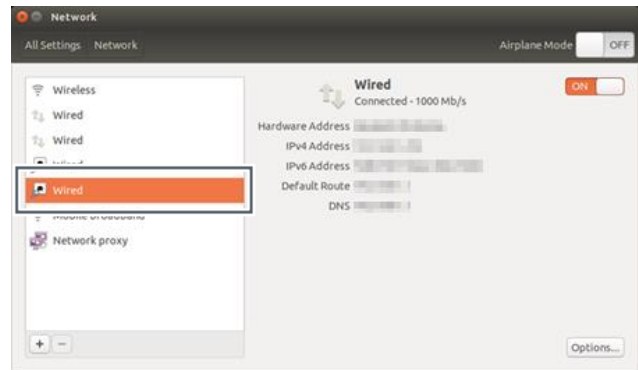 Network
All Settings Network Airplane Mode OFF
Wireless
Wired
Wired
Wired
Network proxy
Wired
Connected - 1000 Mb/s
ON
Hardware Address
IPv4 Address
IPv6 Address
Default Route
DNS
+ -
Options...